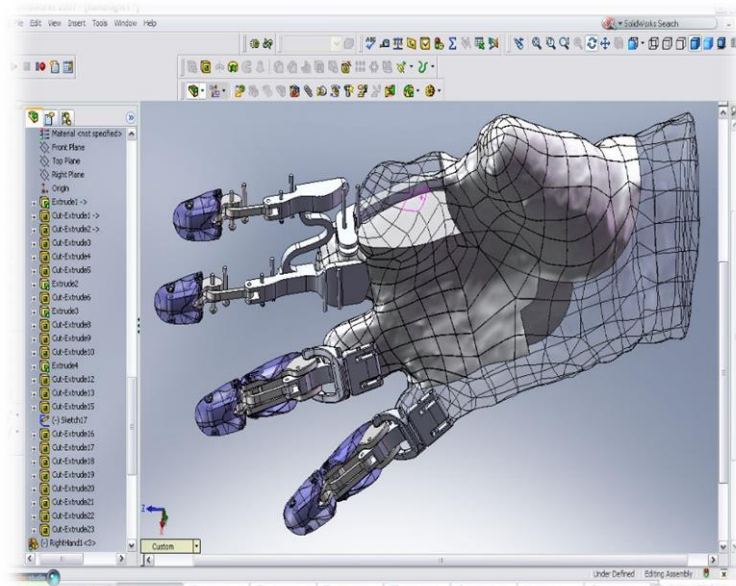 File Edit View Insert Tools Window Help
SolidWorks Search
Material <not specified>
Front Plane
Top Plane
Right Plane
Origin
Extrude1 ->
Cut-Extrude1 ->
Cut-Extrude2 ->
Cut-Extrude3
Cut-Extrude4
Cut-Extrude5
Extrude2
Cut-Extrude6
Extrude3
Cut-Extrude8
Cut-Extrude9
Cut-Extrude10
Extrude4
Cut-Extrude12
Cut-Extrude13
Cut-Extrude15
(-) Sketch17
Cut-Extrude16
Cut-Extrude17
Cut-Extrude18
Cut-Extrude19
Cut-Extrude20
Cut-Extrude21
Cut-Extrude22
Cut-Extrude23
(-) RightHand1<3>
Custom
Under Defined Editing Assembly